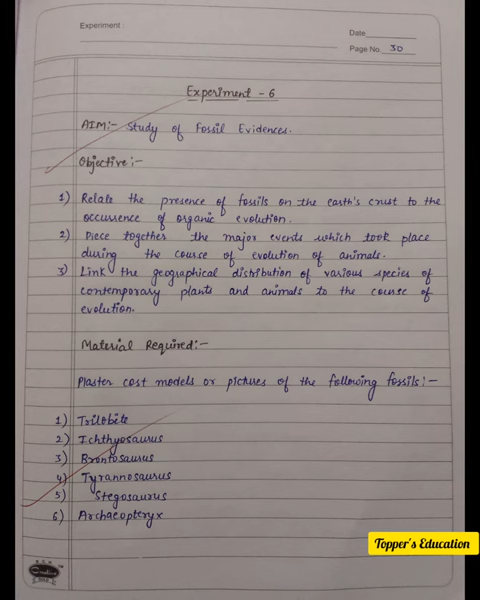 Experiment :
Date
Page No. 30
Experiment - 6
AIM:- Study of Fossil Evidences.
Objective:-
1) Relate the presence of fossils on the earth's crust to the
occurrence of organic evolution.
2) Piece together the major events which took place
during the course of evolution of animals.
3) Link the geographical distribution of various species of
contemporary plants and animals to the course of
evolution.
Material Required:-
Plaster cast models or pictures of the following fossils:-
1) Trilobite
2) Ichthyosaurus
3) Brontosaurus
4) Tyrannosaurus
5) Stegosaurus
6) Archaeopteryx
Topper's Education